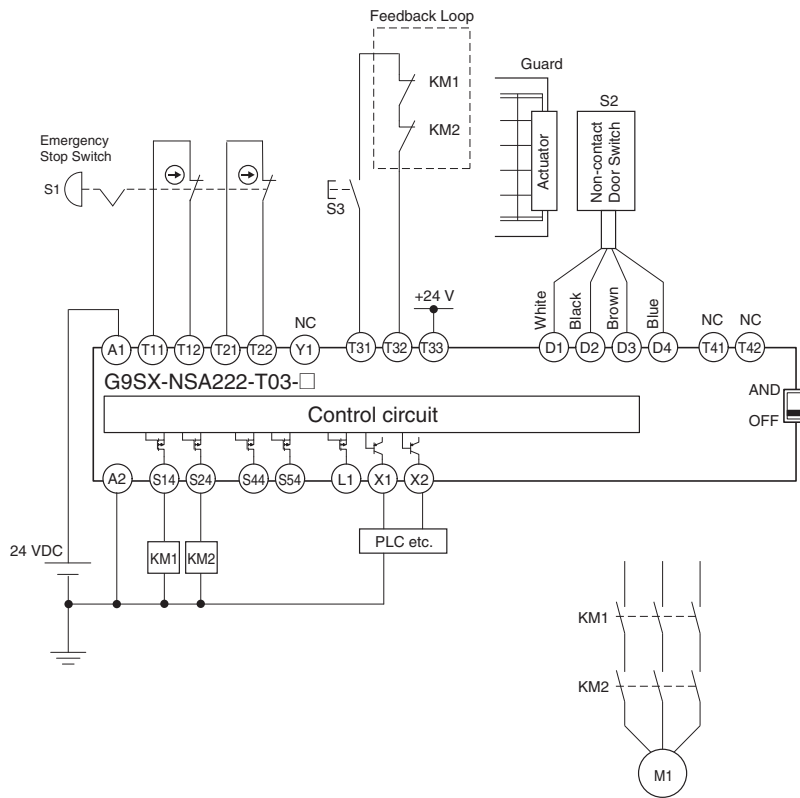 Feedback Loop
KM1
KM2
Guard
Actuator
S2
Non-contact
Door Switch
Emergency
Stop Switch
S1
S3
+24 V
White
Black
Brown
Blue
NC
NC
NC
A1
T11
T12
T21
T22
Y1
T31
T32
T33
D1
D2
D3
D4
T41
T42
G9SX-NSA222-T03-□
AND
OFF
Control circuit
A2
S14
S24
S44
S54
L1
X1
X2
24 VDC
KM1
KM2
PLC etc.
KM1
KM2
M1